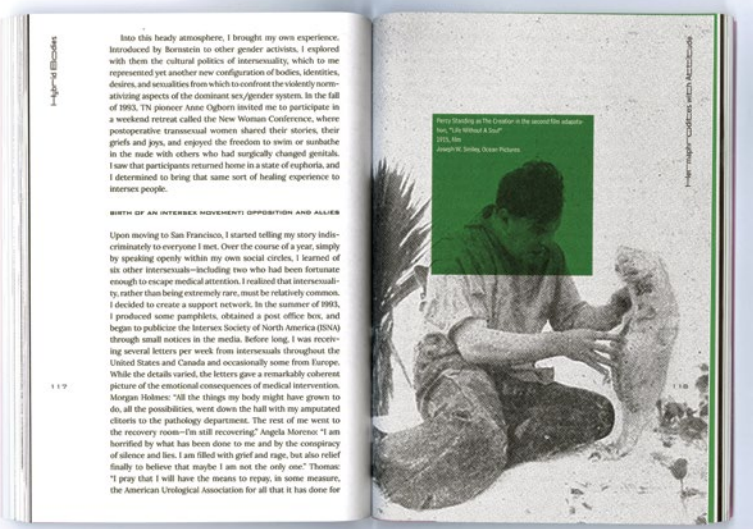 Hybrid Bodies
Into this heady atmosphere, I brought my own experience.
Introduced by Bornstein to other gender activists, I explored
with them the cultural politics of intersexuality, which to me
represented yet another new configuration of bodies, identities,
desires, and sexualities from which to confront the violently norm-
ativizing aspects of the dominant sex/gender system. In the fall
of 1993, TN pioneer Anne Ogborn invited me to participate in
a weekend retreat called the New Woman Conference, where
postoperative transsexual women shared their stories, their
griefs and joys, and enjoyed the freedom to swim or sunbathe
in the nude with others who had surgically changed genitals.
I saw that participants returned home in a state of euphoria, and
I determined to bring that same sort of healing experience to
intersex people.
BIRTH OF AN INTERSEX MOVEMENT: OPPOSITION AND ALLIES
Upon moving to San Francisco, I started telling my story indis-
criminately to everyone I met. Over the course of a year, simply
by speaking openly within my own social circles, I learned of
six other intersexuals—including two who had been fortunate
enough to escape medical attention. I realized that intersexuali-
ty, rather than being extremely rare, must be relatively common.
I decided to create a support network. In the summer of 1993,
I produced some pamphlets, obtained a post office box, and
began to publicize the Intersex Society of North America (ISNA)
through small notices in the media. Before long, I was receiv-
ing several letters per week from intersexuals throughout the
United States and Canada and occasionally some from Europe.
While the details varied, the letters gave a remarkably coherent
picture of the emotional consequences of medical intervention.
Morgan Holmes: "All the things my body might have grown to
do, all the possibilities, went down the hall with my amputated
clitoris to the pathology department. The rest of me went to
the recovery room—I'm still recovering." Angela Moreno: "I am
horrified by what has been done to me and by the conspiracy
of silence and lies. I am filled with grief and rage, but also relief
finally to believe that maybe I am not the only one." Thomas:
"I pray that I will have the means to repay, in some measure,
the American Urological Association for all that it has done for
117
Percy Standing as The Creation in the second film adapta-
tion, "Life Without A Soul"
1915, film
Joseph W. Smiley, Ocean Pictures
Hermaphrodites with Attitude
118